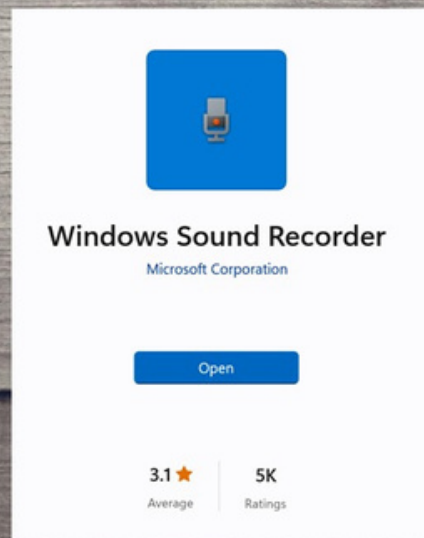 Windows Sound Recorder
Microsoft Corporation
Open
3.1★ 5K
Average Ratings